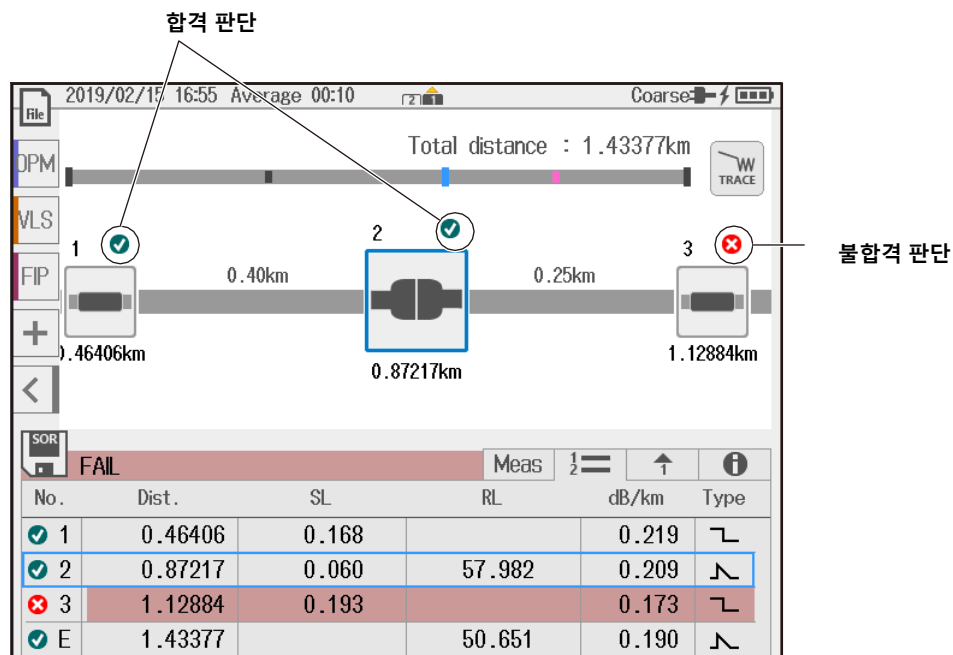 합격 판단
2019/02/15 16:55 Average 00:10
2 1
Coarse
File
Total distance : 1.43377km
OPM
TRACE
VLS
1
2
3
불합격 판단
FIP
0.40km
0.25km
0.46406km
0.87217km
1.12884km
SOR
FAIL
Meas
1
2
1
No. Dist. SL RL dB/km Type
1 0.46406 0.168 0.219
2 0.87217 0.060 57.982 0.209
3 1.12884 0.193 0.173
E 1.43377 50.651 0.190